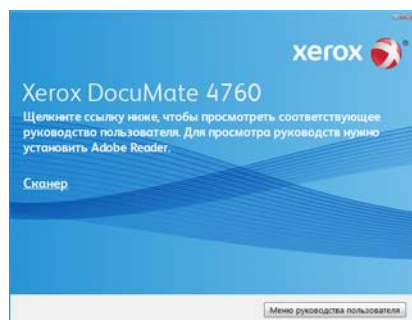 xerox
Xerox DocuMate 4760
Щелкните ссылку ниже, чтобы просмотреть соответствующее
руководство пользователя. Для просмотра руководств нужно
установить Adobe Reader.
Сканер
Меню руководства пользователя